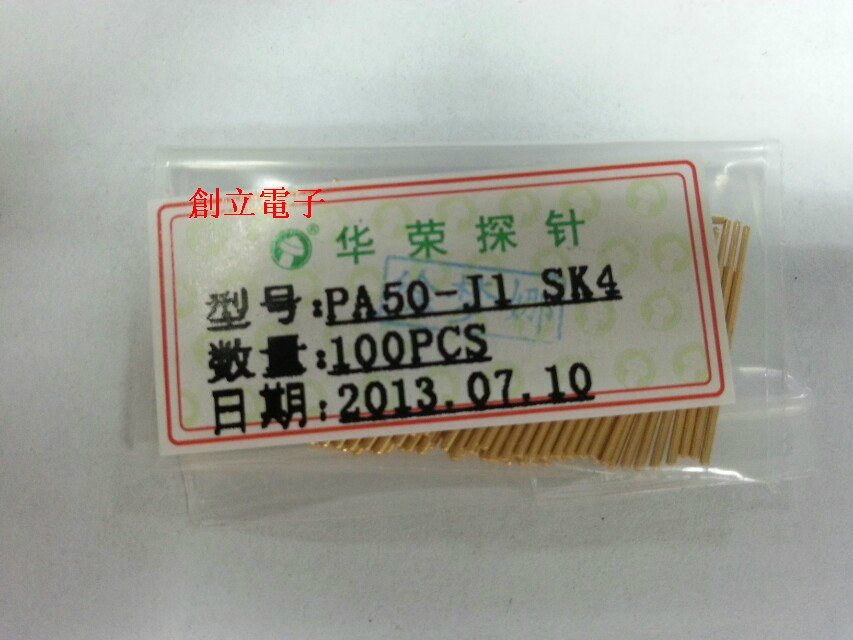 創立電子
® 华荣探针
型号:PA50-J1 SK4
数量:100PCS
日期:2013.07.10